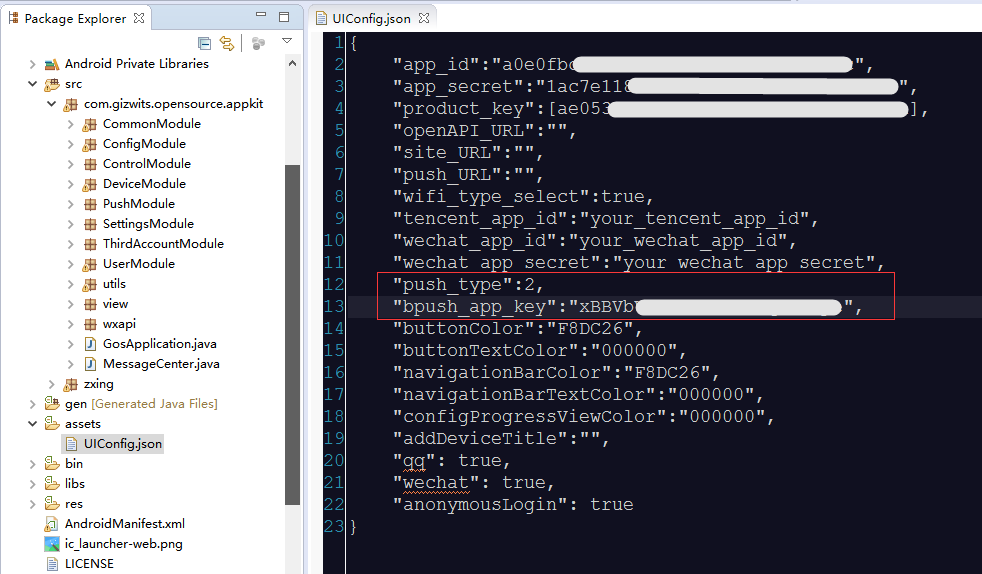 Package Explorer
Android Private Libraries
src
com.gizwits.opensource.appkit
CommonModule
ConfigModule
ControlModule
DeviceModule
PushModule
SettingsModule
ThirdAccountModule
UserModule
utils
view
wxapi
GosApplication.java
MessageCenter.java
zxing
gen [Generated Java Files]
assets
UIConfig.json
bin
libs
res
AndroidManifest.xml
ic_launcher-web.png
LICENSE
UIConfig.json
1 {
2 "app_id":"a0e0fb ",
3 "app_secret":"1ac7e118 ",
4 "product_key":[ae053 ],
5 "openAPI_URL":"",
6 "site_URL":"",
7 "push_URL":"",
8 "wifi_type_select":true,
9 "tencent_app_id":"your_tencent_app_id",
10 "wechat_app_id":"your_wechat_app_id",
11 "wechat_app_secret":"your_wechat_app_secret",
12 "push_type":2,
13 "bpush_app_key":"xBBVb ",
14 "buttonColor":"F8DC26",
15 "buttonTextColor":"000000",
16 "navigationBarColor":"F8DC26",
17 "navigationBarTextColor":"000000",
18 "configProgressViewColor":"000000",
19 "addDeviceTitle":"",
20 "qq": true,
21 "wechat": true,
22 "anonymousLogin": true
23 }